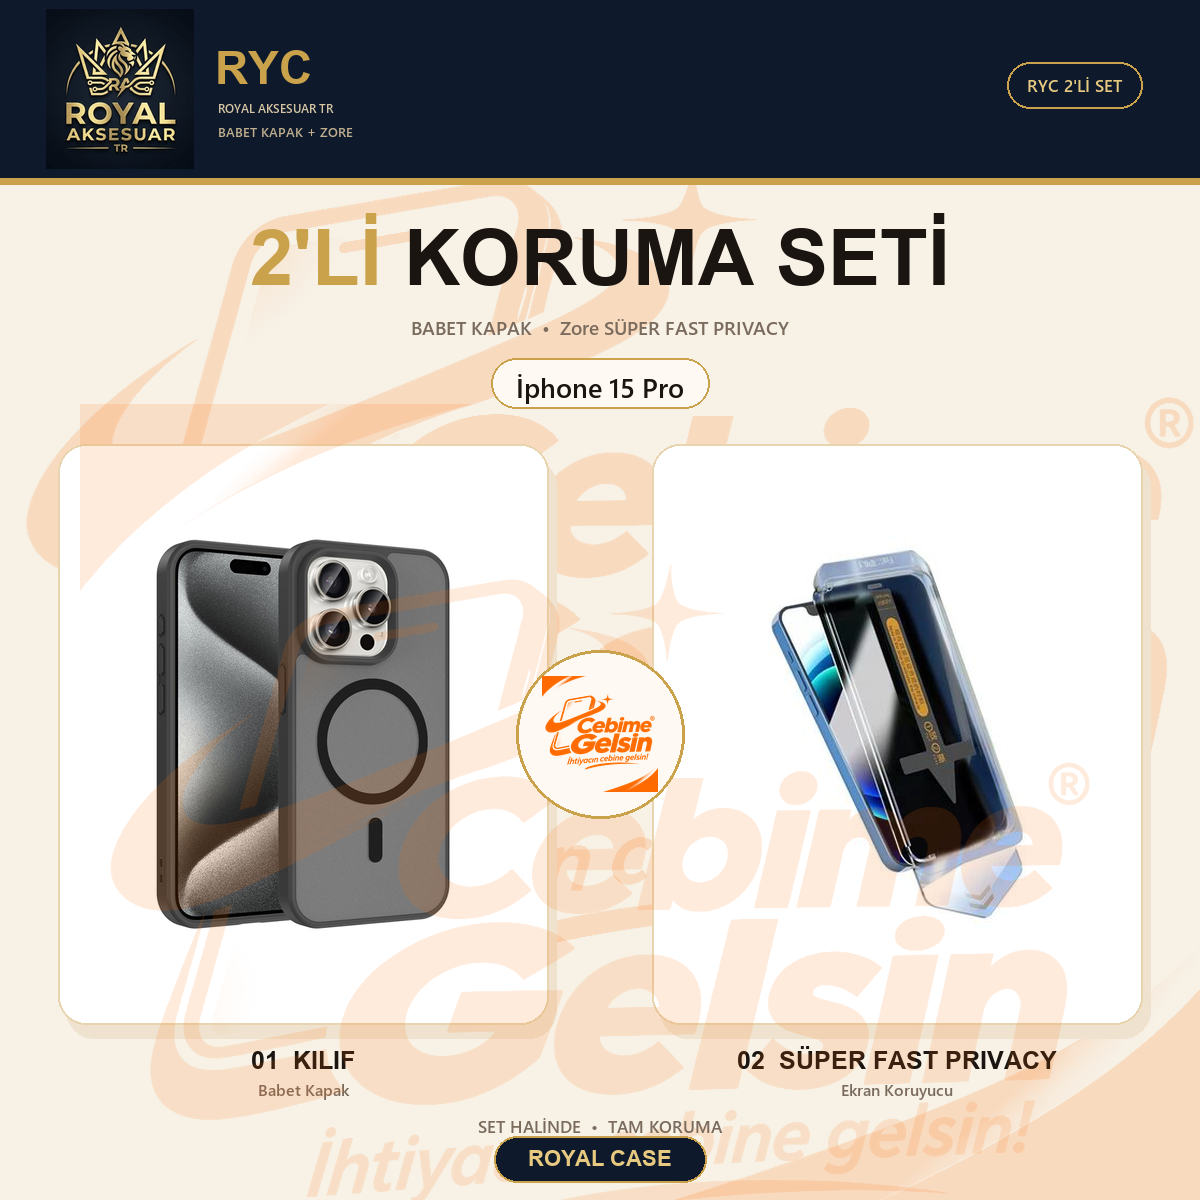 ROYAL
AKSESUAR
TR
RYC
ROYAL AKSESUAR TR
BABET KAPAK + ZORE
RYC 2'Lİ SET
2'Lİ KORUMA SETİ
BABET KAPAK • Zore SÜPER FAST PRIVACY
İphone 15 Pro
Cebime
Gelsin
İhtiyacın cebine gelsin!
Cebime ®
Gelsin
01 KILIF
Babet Kapak
02 SÜPER FAST PRIVACY
Ekran Koruyucu
SET HALİNDE • TAM KORUMA
ROYAL CASE